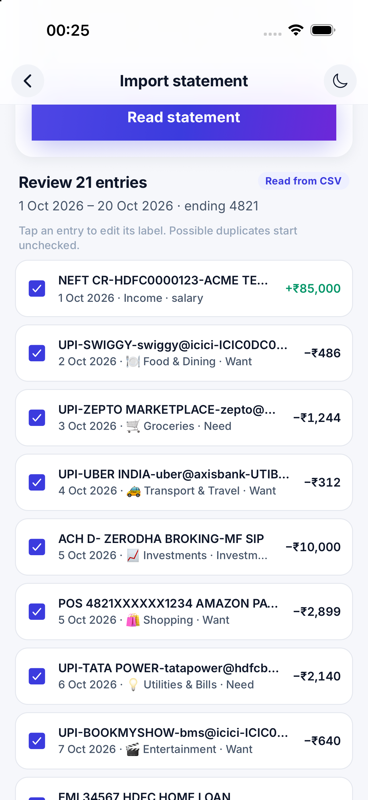 00:25
Import statement
Read statement
Review 21 entries
Read from CSV
1 Oct 2026 – 20 Oct 2026 · ending 4821
Tap an entry to edit its label. Possible duplicates start
unchecked.
NEFT CR-HDFC0000123-ACME TE...
+₹85,000
1 Oct 2026 · Income · salary
UPI-SWIGGY-swiggy@icici-ICIC0DC0...
−₹486
2 Oct 2026 · 🍽️ Food & Dining · Want
UPI-ZEPTO MARKETPLACE-zepto@...
−₹1,244
3 Oct 2026 · 🛒 Groceries · Need
UPI-UBER INDIA-uber@axisbank-UTIB...
−₹312
4 Oct 2026 · 🚕 Transport & Travel · Want
ACH D- ZERODHA BROKING-MF SIP
−₹10,000
5 Oct 2026 · 📈 Investments · Investm...
POS 4821XXXXXX1234 AMAZON PA...
−₹2,899
5 Oct 2026 · 🛍️ Shopping · Want
UPI-TATA POWER-tatapower@hdfcb...
−₹2,140
6 Oct 2026 · 💡 Utilities & Bills · Need
UPI-BOOKMYSHOW-bms@icici-ICIC0...
−₹640
7 Oct 2026 · 🎬 Entertainment · Want
EMI 34567 HDFC HOME LOAN